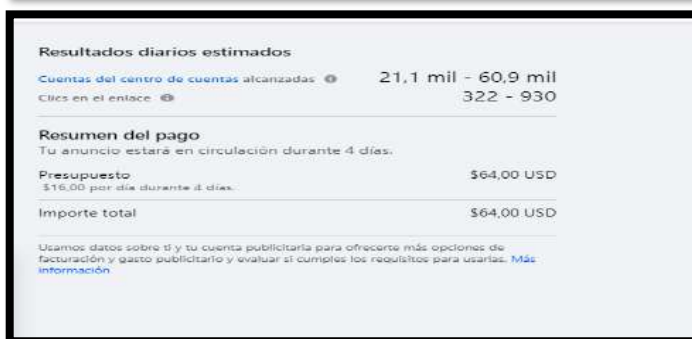 Resultados diarios estimados
Cuentas del centro de cuentas alcanzadas 21,1 mil - 60,9 mil
Clics en el enlace 322 - 930
Resumen del pago
Tu anuncio estará en circulación durante 4 días.
Presupuesto $64,00 USD
$16,00 por día durante 4 días.
Importe total $64,00 USD
Usamos datos sobre ti y tu cuenta publicitaria para ofrecerte más opciones de
facturación y gasto publicitario y evaluar si cumples los requisitos para usarlas. Más
información